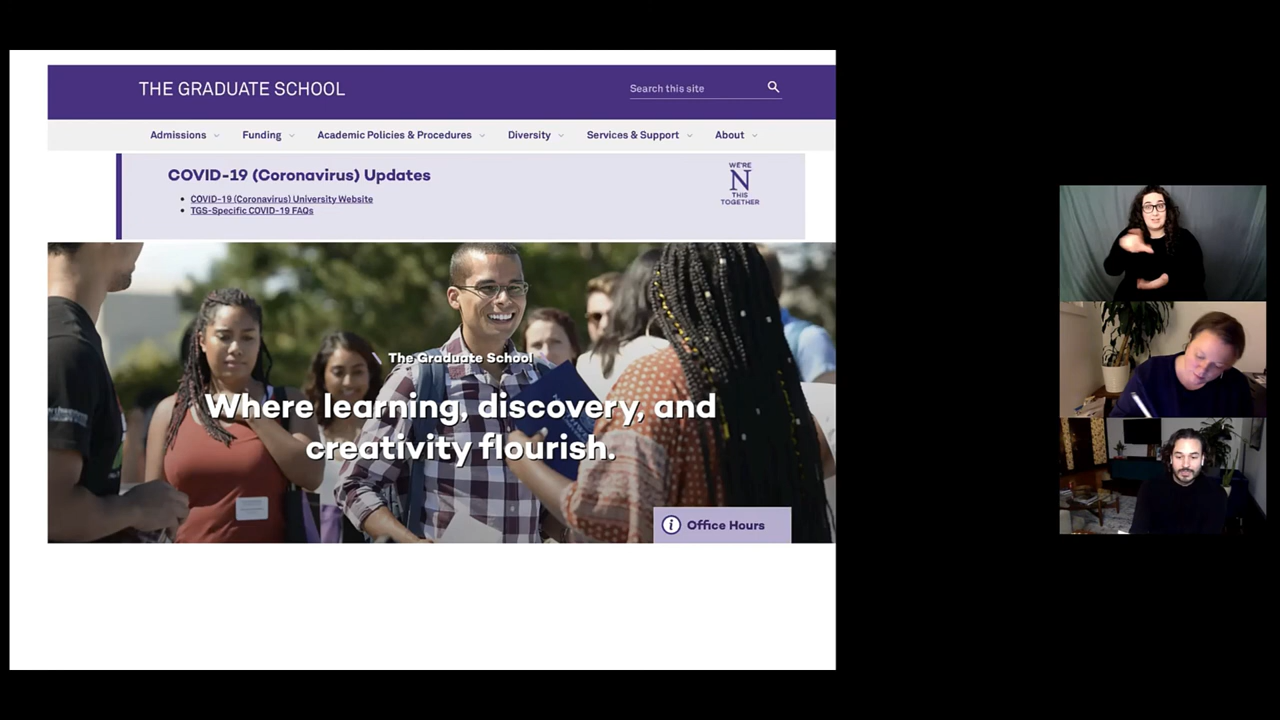 THE GRADUATE SCHOOL
Search this site
Admissions
Funding
Academic Policies & Procedures
Diversity
Services & Support
About
COVID-19 (Coronavirus) Updates
COVID-19 (Coronavirus) University Website
TGS-Specific COVID-19 FAQs
WE'RE
N
THIS
TOGETHER
The Graduate School
Where learning, discovery, and
creativity flourish.
i Office Hours